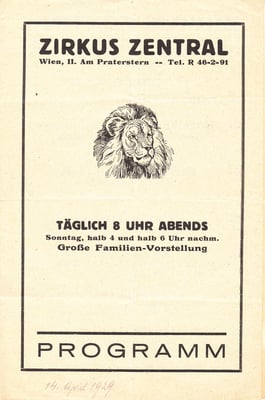 ZIRKUS ZENTRAL
Wien, II. Am Praterstern -- Tel. R 46-2-91
TÄGLICH 8 UHR ABENDS
Sonntag, halb 4 und halb 6 Uhr nachm.
Große Familien-Vorstellung
PROGRAMM
14. April 1929